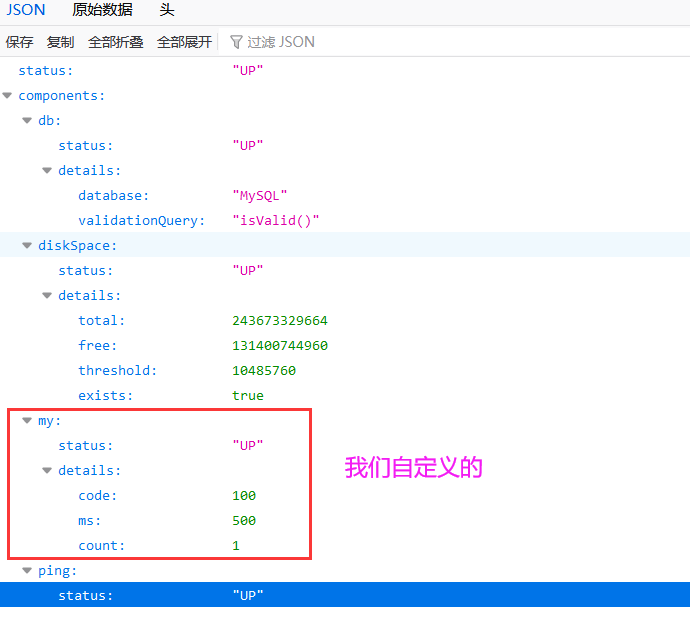 JSON 原始数据 头
保存 复制 全部折叠 全部展开 过滤 JSON
status: "UP"
components:
db:
status: "UP"
details:
database: "MySQL"
validationQuery: "isValid()"
diskSpace:
status: "UP"
details:
total: 243673329664
free: 131400744960
threshold: 10485760
exists: true
my:
status: "UP"
details:
code: 100
ms: 500
count: 1
我们自定义的
ping:
status: "UP"